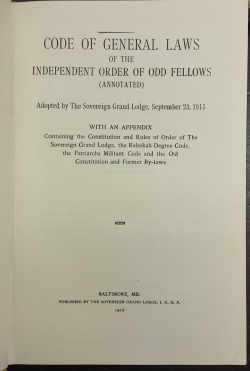 CODE OF GENERAL LAWS
OF THE
INDEPENDENT ORDER OF ODD FELLOWS
(ANNOTATED)
Adopted by The Sovereign Grand Lodge, September 23, 1915
WITH AN APPENDIX
Containing the Constitution and Rules of Order of The
Sovereign Grand Lodge, the Rebekah Degree Code,
the Patriarchs Militant Code and the Old
Constitution and Former By-laws
BALTIMORE, MD.
PUBLISHED BY THE SOVEREIGN GRAND LODGE, I. O. O. F.
1916